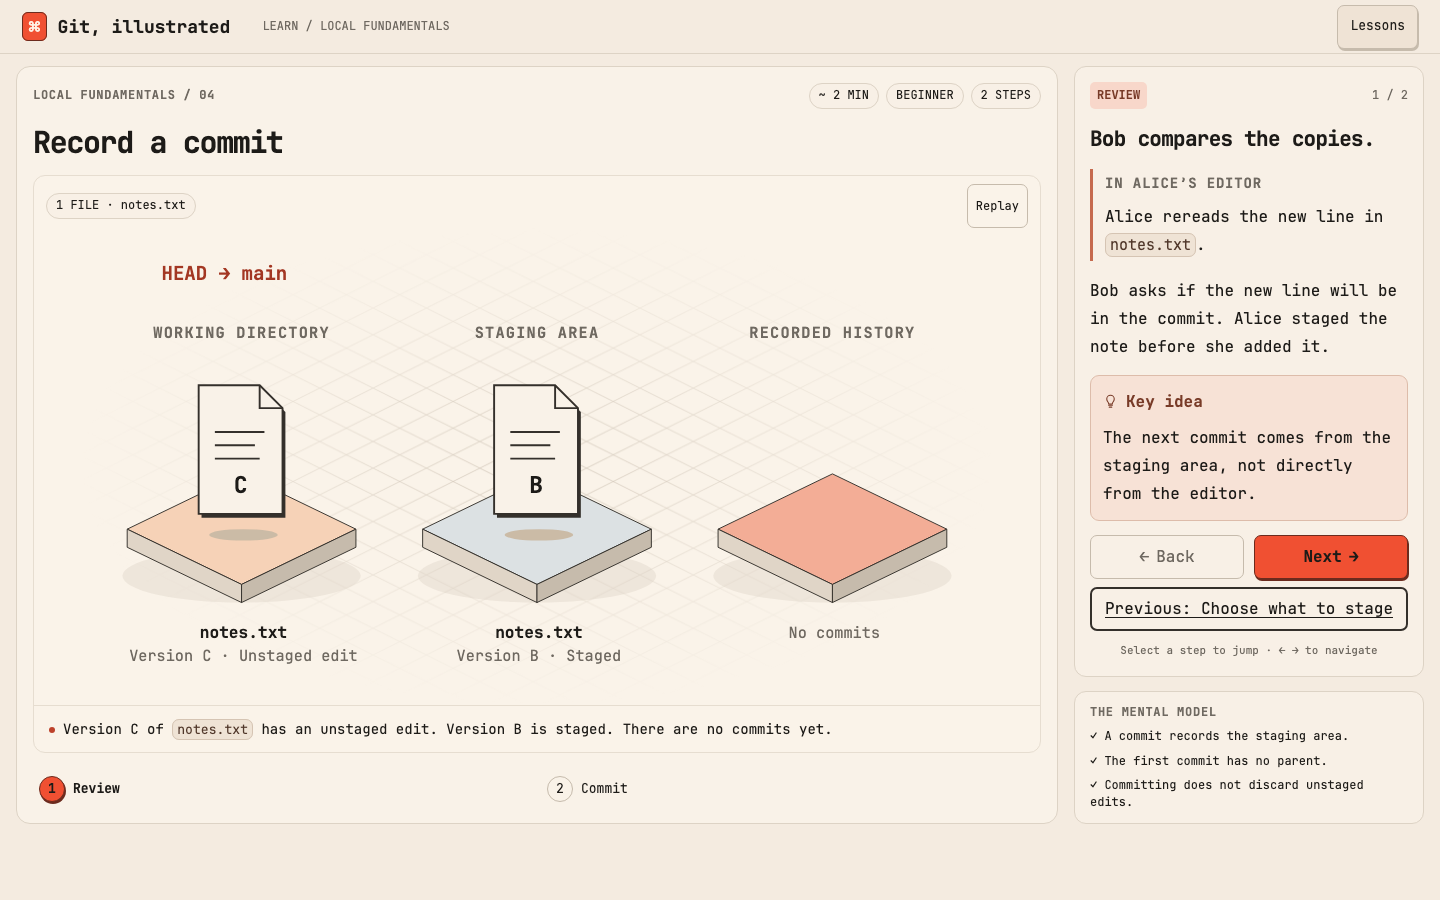 ⌘ Git, illustrated
LEARN / LOCAL FUNDAMENTALS
Lessons
LOCAL FUNDAMENTALS / 04
~ 2 MIN
BEGINNER
2 STEPS
Record a commit
1 FILE · notes.txt
Replay
HEAD → main
WORKING DIRECTORY
STAGING AREA
RECORDED HISTORY
C
B
notes.txt
Version C · Unstaged edit
notes.txt
Version B · Staged
No commits
Version C of notes.txt has an unstaged edit. Version B is staged. There are no commits yet.
1 Review
2 Commit
REVIEW
1 / 2
Bob compares the copies.
IN ALICE’S EDITOR
Alice rereads the new line in
notes.txt.
Bob asks if the new line will be
in the commit. Alice staged the
note before she added it.
Key idea
The next commit comes from the
staging area, not directly
from the editor.
← Back
Next →
Previous: Choose what to stage
Select a step to jump · ← → to navigate
THE MENTAL MODEL
✓ A commit records the staging area.
✓ The first commit has no parent.
✓ Committing does not discard unstaged
edits.